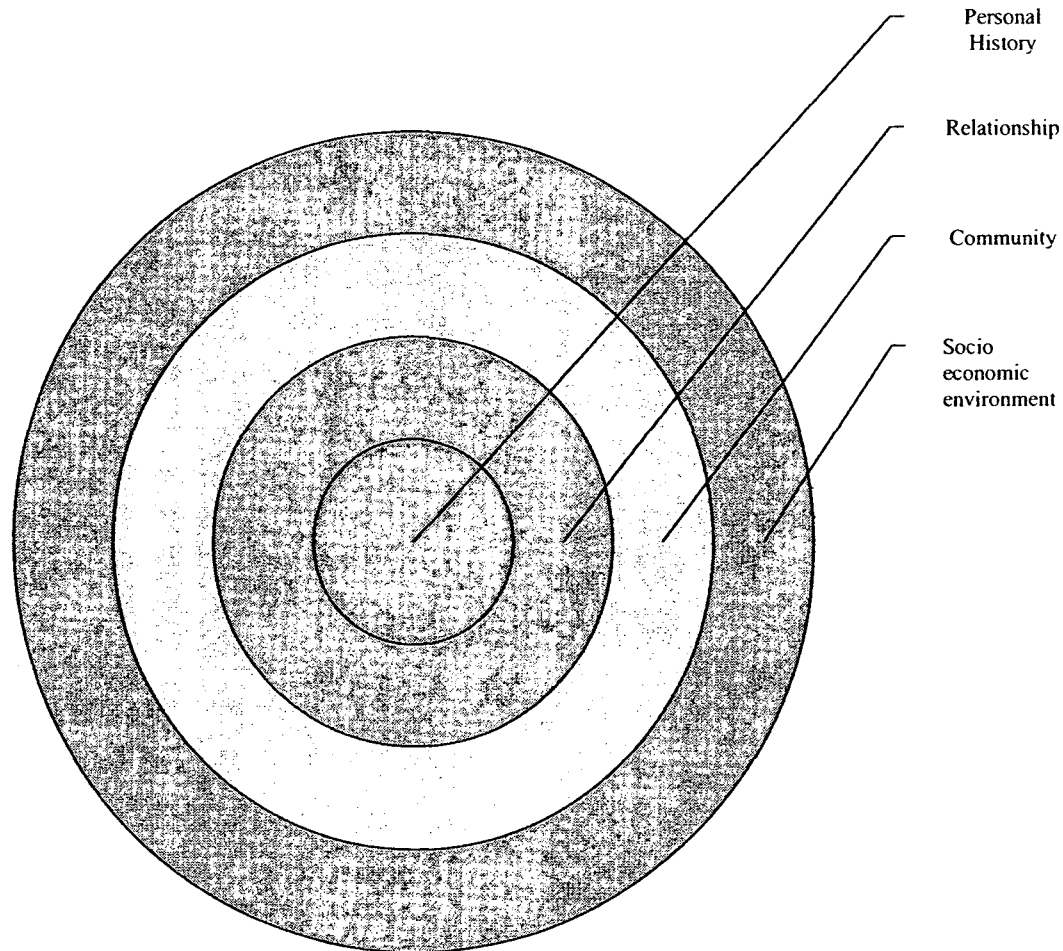 Personal
History
Relationship
Community
Socio
economic
environment